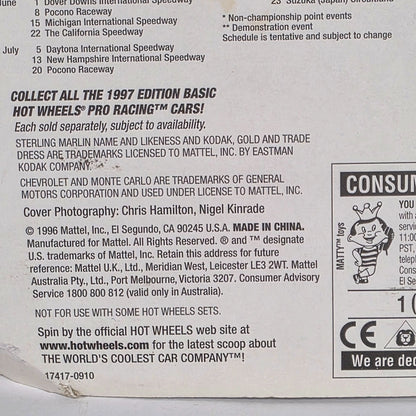 June 1 Dover Downs International Speedway
8 Pocono Raceway
15 Michigan International Speedway
22 The California Speedway
July 5 Daytona International Speedway
13 New Hampshire International Speedway
20 Pocono Raceway
23 Suzuka (Japan)
* Non-championship point events
** Demonstration event
Schedule is tentative and subject to change
COLLECT ALL THE 1997 EDITION BASIC
HOT WHEELS® PRO RACING™ CARS!
Each sold separately, subject to availability.
STERLING MARLIN NAME AND LIKENESS AND KODAK, GOLD AND TRADE
DRESS ARE TRADEMARKS LICENSED TO MATTEL, INC. BY EASTMAN
KODAK COMPANY.
CHEVROLET AND MONTE CARLO ARE TRADEMARKS OF GENERAL
MOTORS CORPORATION AND USED UNDER LICENSE TO MATTEL, INC.
Cover Photography: Chris Hamilton, Nigel Kinrade
© 1996 Mattel, Inc., El Segundo, CA 90245 U.S.A. MADE IN CHINA.
Manufactured for Mattel. All Rights Reserved. ® and ™ designate
U.S. trademarks of Mattel, Inc. Retain this address for future
reference: Mattel U.K., Ltd., Meridian West, Leicester LE3 2WT. Mattel
Australia Pty., Ltd., Port Melbourne, Victoria 3207. Consumer Advisory
Service 1800 800 812 (valid only in Australia).
NOT FOR USE WITH SOME HOT WHEELS SETS.
Spin by the official HOT WHEELS web site at
www.hotwheels.com for the latest scoop about
THE WORLD'S COOLEST CAR COMPANY™!
17417-0910
CONSUM
MATTY™ toys
YOU
with
servi
11:00
PST,
telep
Cons
El Se
1(
CE
We are dec